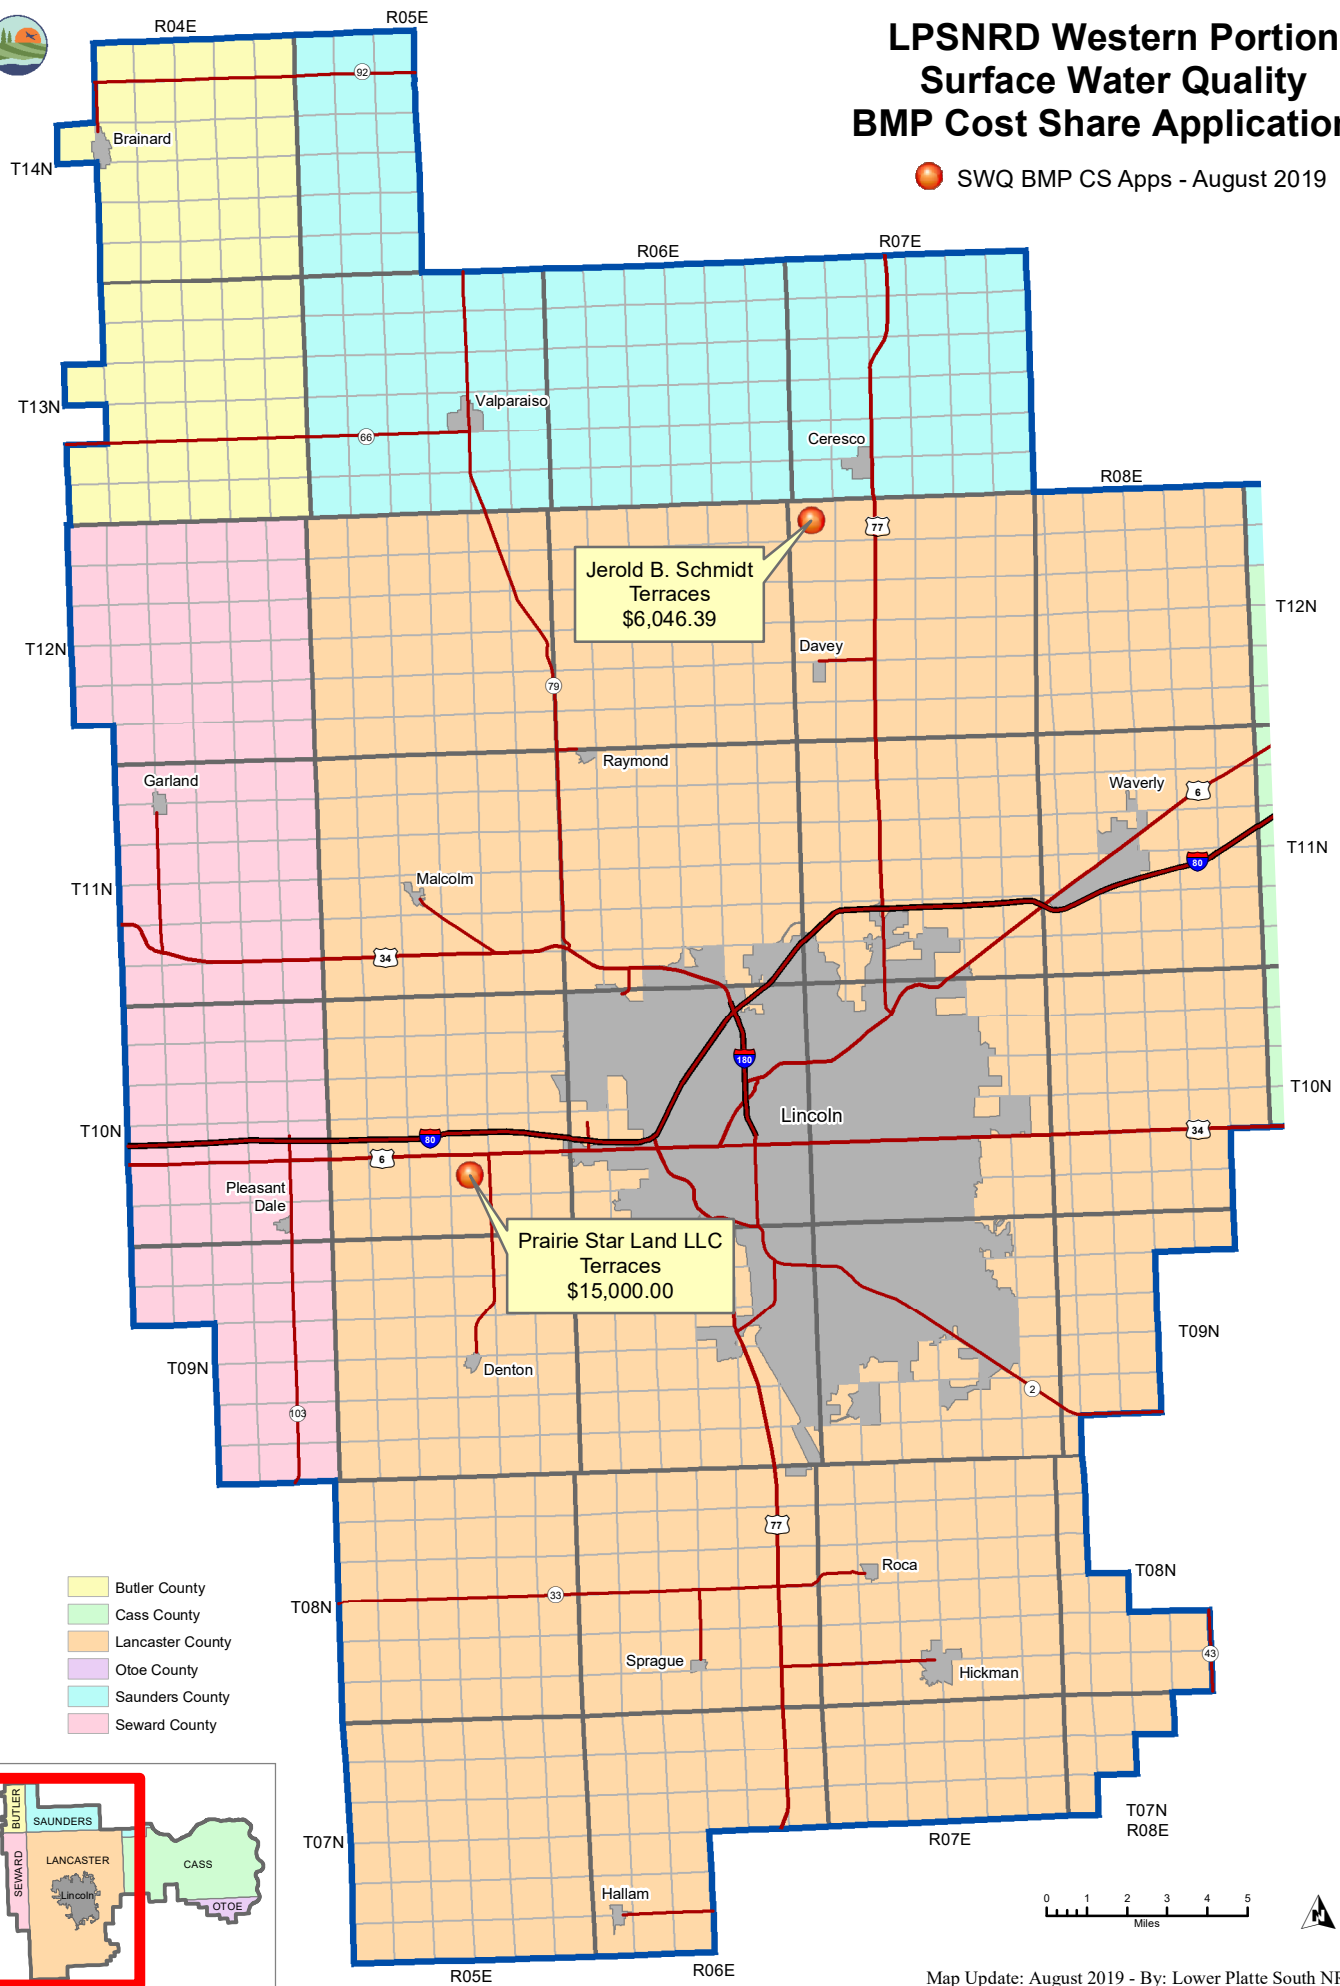 LPSNRD Western Portion
Surface Water Quality
BMP Cost Share
SWQ BMP CS Apps - August 2019
R04E
R05E
92
Brainard
T14N
R06E
R07E
T13N
Valparaiso
66
Ceresco
R08E
77
Jerold B. Schmidt
Terraces
$6,046.39
T12N
T12N
Davey
79
Raymond
Garland
Waverly
6
80
T11N
T11N
Malcolm
34
180
T10N
T10N
Lincoln
80
34
6
Pleasant
Dale
Prairie Star Land LLC
Terraces
$15,000.00
T09N
T09N
Denton
2
103
77
Roca
T08N
T08N
33
Sprague
Hickman
43
Butler County
Cass County
Lancaster County
Otoe County
Saunders County
Seward County
BUTLER
SAUNDERS
SEWARD
LANCASTER
Lincoln
CASS
OTOE
T07N
T07N
R08E
R07E
Hallam
R05E
R06E
0 1 2 3 4 5
Miles
N
Map Update: August 2019 - By: Lower Platte South